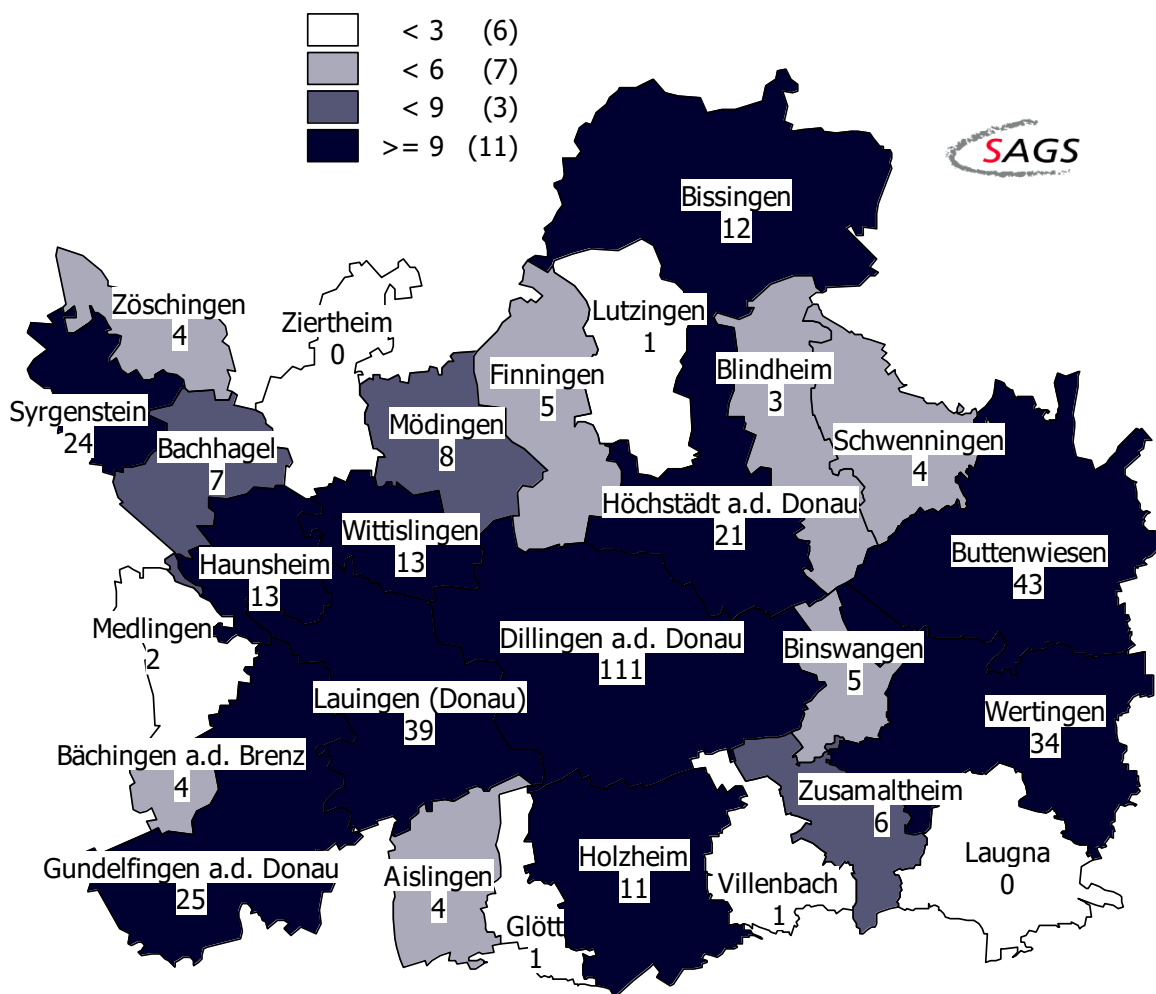 < 3 (6)
< 6 (7)
< 9 (3)
>= 9 (11)
SAGS
Bissingen
12
Zöschingen
4
Ziertheim
0
Lutzingen
1
Finningen
5
Blindheim
3
Syrgenstein
24
Bachhagel
7
Mödingen
8
Schwenningen
4
Höchstädt a.d. Donau
21
Wittislingen
13
Haunsheim
13
Buttenwiesen
43
Medlingen
2
Dillingen a.d. Donau
111
Binswangen
5
Lauingen (Donau)
39
Wertingen
34
Bächingen a.d. Brenz
4
Zusamaltheim
6
Gundelfingen a.d. Donau
25
Aislingen
4
Holzheim
11
Villenbach
1
Laugna
0
Glött
1